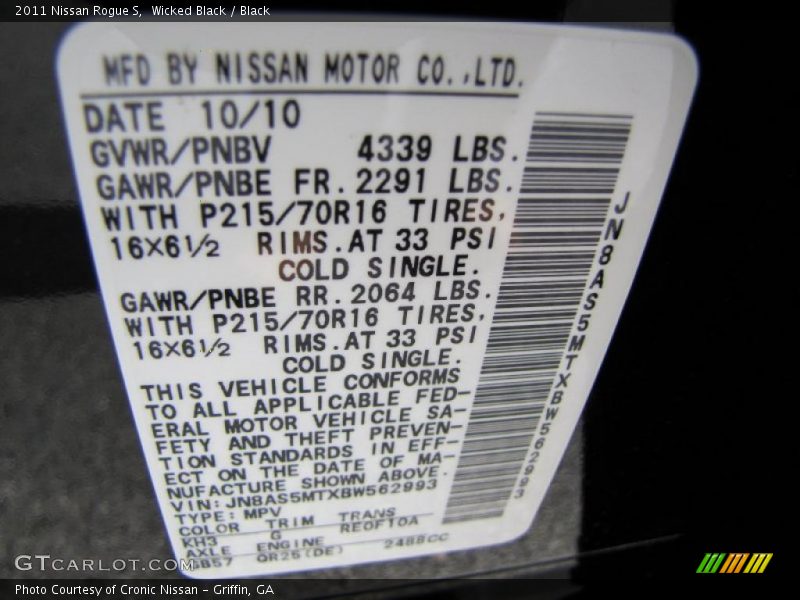 2011 Nissan Rogue S,  Wicked Black / Black
MFD BY NISSAN MOTOR CO.,LTD.
DATE 10/10
GVWR/PNBV 4339 LBS.
GAWR/PNBE FR. 2291 LBS.
WITH P215/70R16 TIRES,
16X6½ RIMS. AT 33 PSI
COLD SINGLE.
GAWR/PNBE RR. 2064 LBS.
WITH P215/70R16 TIRES,
16X6½ RIMS. AT 33 PSI
COLD SINGLE.
THIS VEHICLE CONFORMS
TO ALL APPLICABLE FED-
ERAL MOTOR VEHICLE SA-
FETY AND THEFT PREVEN-
TION STANDARDS IN EFF-
ECT ON THE DATE OF MA-
NUFACTURE SHOWN ABOVE.
VIN: JN8AS5MTXBW562993
TYPE: MPV
COLOR TRIM TRANS
KH3 G RE0F10A
AXLE ENGINE
GB57 QR25(DE) 2488CC
JN8AS5MTXBW562993
GTCARLOT.COM
Photo Courtesy of Cronic Nissan - Griffin, GA